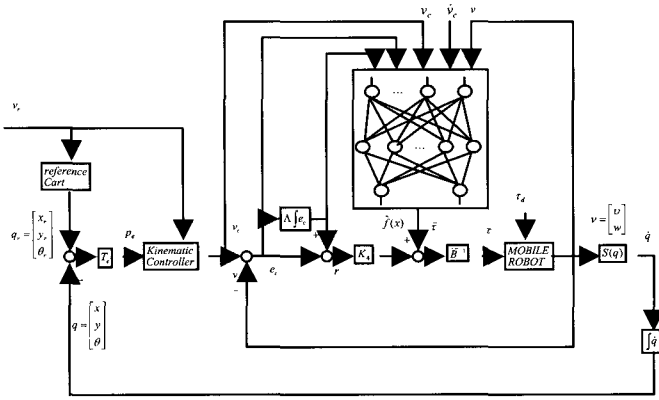 v_c
v̇_c
v
...
v_r
reference
Cart
Λ∫e_c
f̂(x)
τ̄
τ_d
v = [υ w]
q̇
q_r = [x_r y_r θ_r]
p_e
T_e
Kinematic
Controller
v_c
v
e_c
+
r
K_4
+
B̄⁻¹
τ
MOBILE
ROBOT
S(q)
−
−
q = [x y θ]
∫q̇